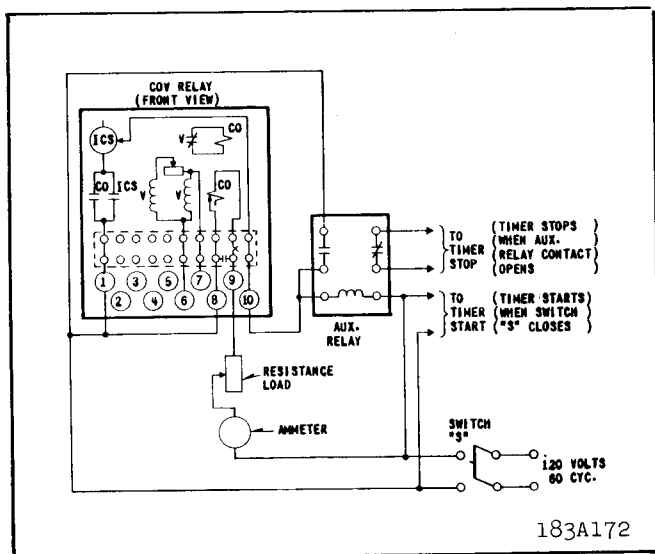 COV RELAY
(FRONT VIEW)
ICS
V
CO
CO
ICS
V
V
CO
1
2
3
4
5
6
7
8
9
10
AUX.
RELAY
TO
TIMER
STOP
(TIMER STOPS
(WHEN AUX.
(RELAY CONTACT
(OPENS
)
)
)
)
TO
TIMER
START
(TIMER STARTS)
(WHEN SWITCH )
("S" CLOSES )
RESISTANCE
LOAD
AMMETER
SWITCH
"S"
120 VOLTS
60 CYC.
183A172